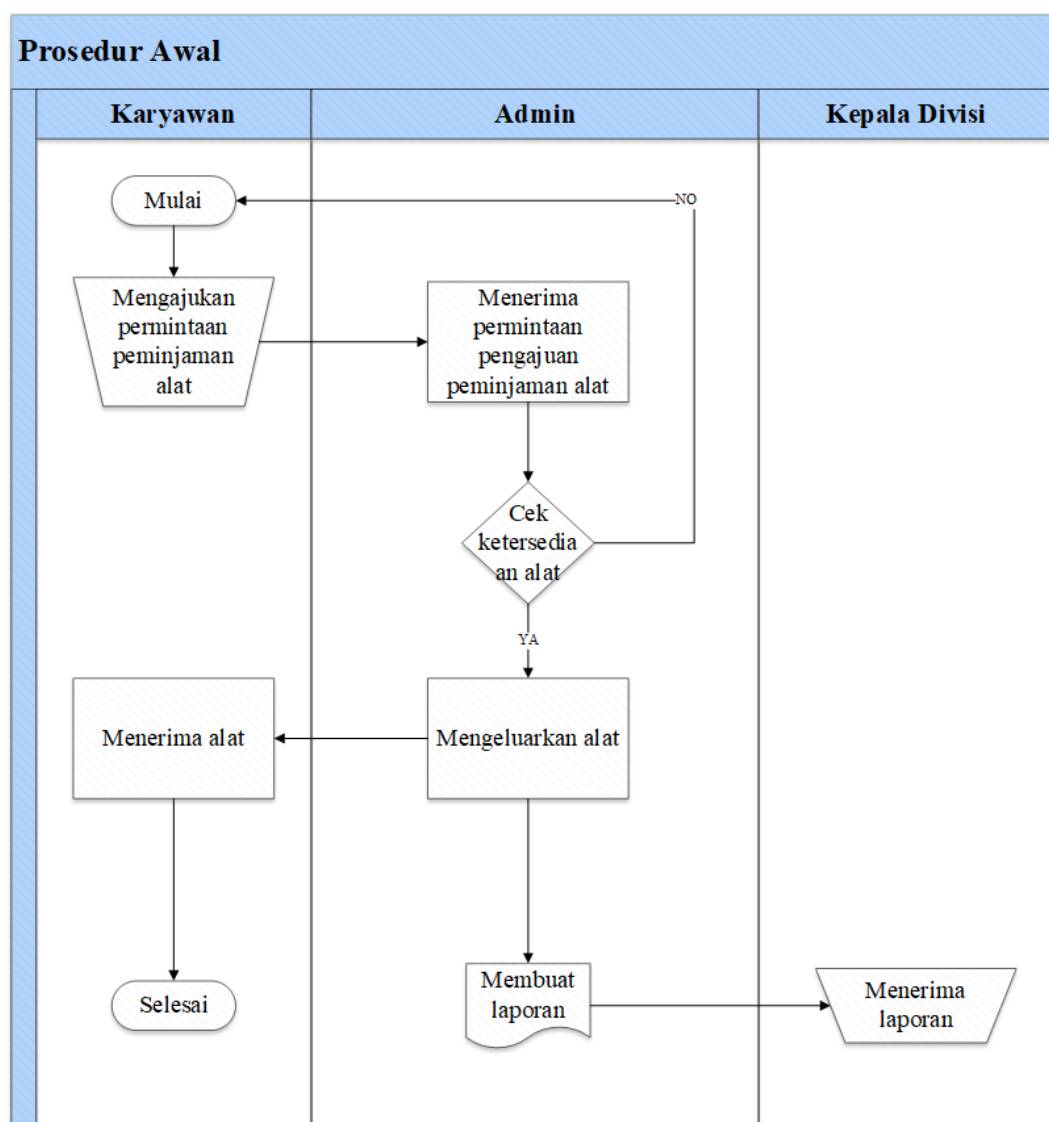 Prosedur Awal
Karyawan
Admin
Kepala Divisi
Mulai
NO
Mengajukan
permintaan
peminjaman
alat
Menerima
permintaan
pengajuan
peminjaman alat
Cek
ketersedia
an alat
YA
Menerima alat
Mengeluarkan alat
Selesai
Membuat
laporan
Menerima
laporan